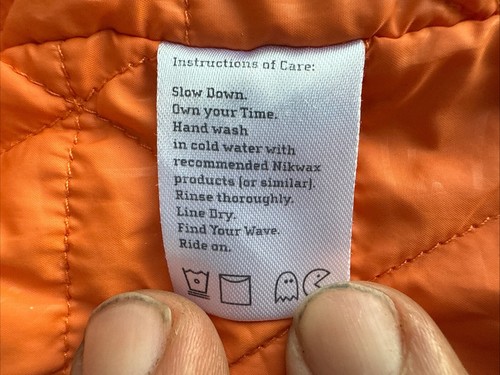 Instructions of Care:
Slow Down.
Own your Time.
Hand wash
in cold water with
recommended Nikwax
products (or similar).
Rinse thoroughly.
Line Dry.
Find Your Wave.
Ride on.